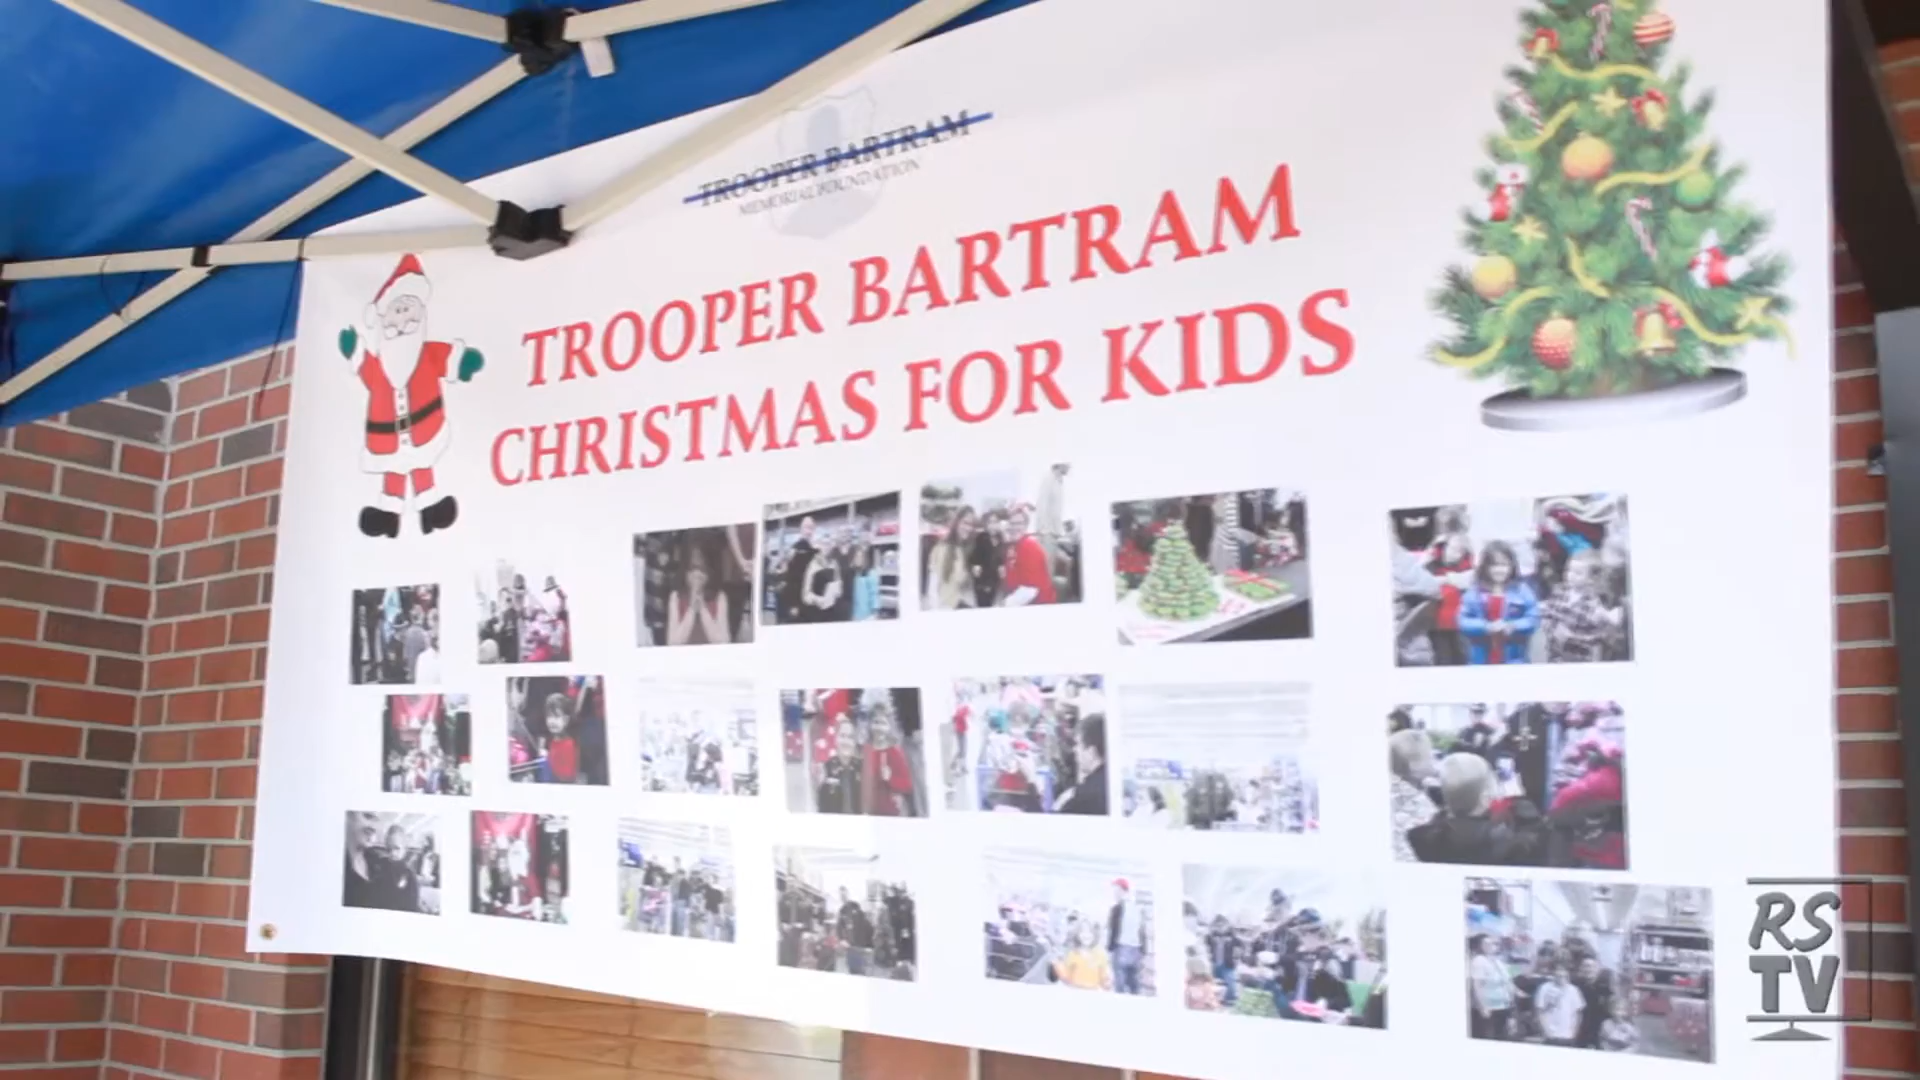 TROOPER BARTRAM
MEMORIAL FOUNDATION
TROOPER BARTRAM
CHRISTMAS FOR KIDS
RS
TV